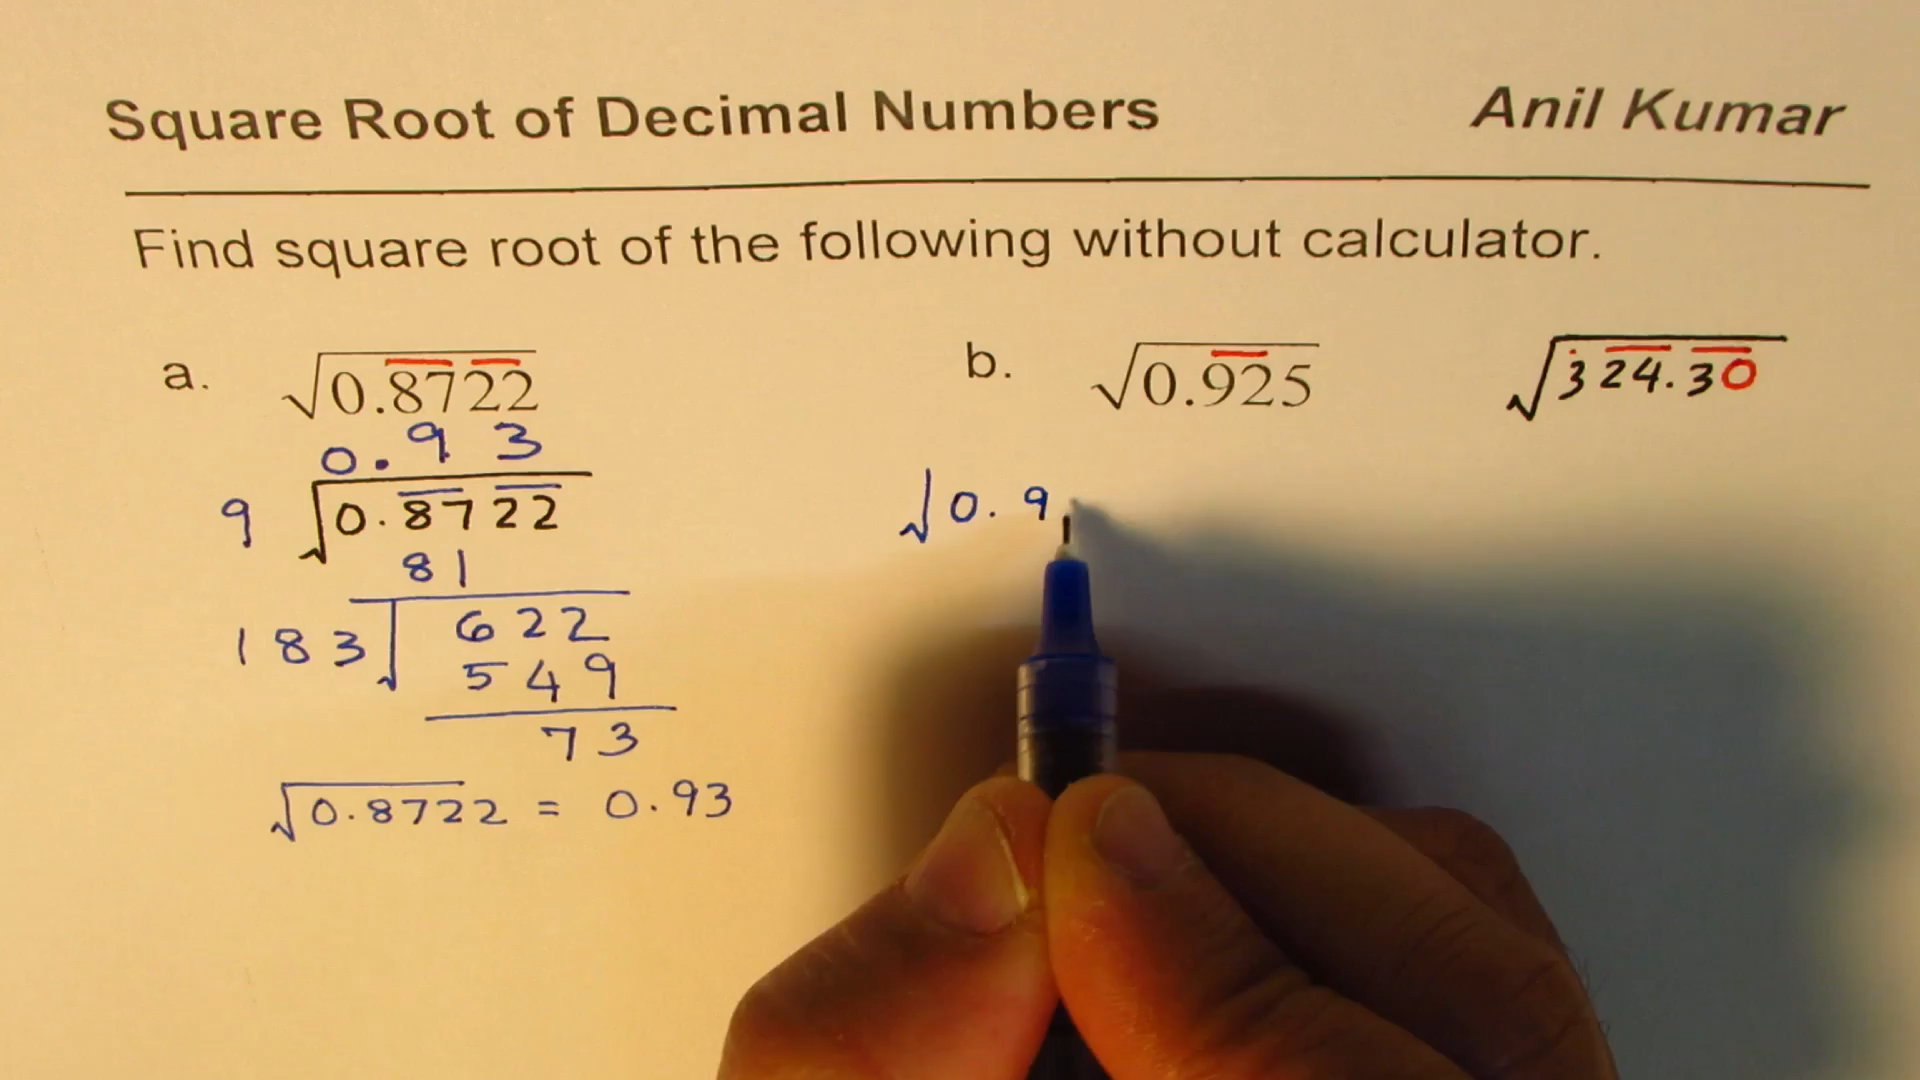 Square Root of Decimal Numbers Anil Kumar
Find square root of the following without calculator.
a. √0.8722 b. √0.925 √324.30
0.93
9 √0.8722 √0.9
81
183 √622
549
73
√0.8722 = 0.93